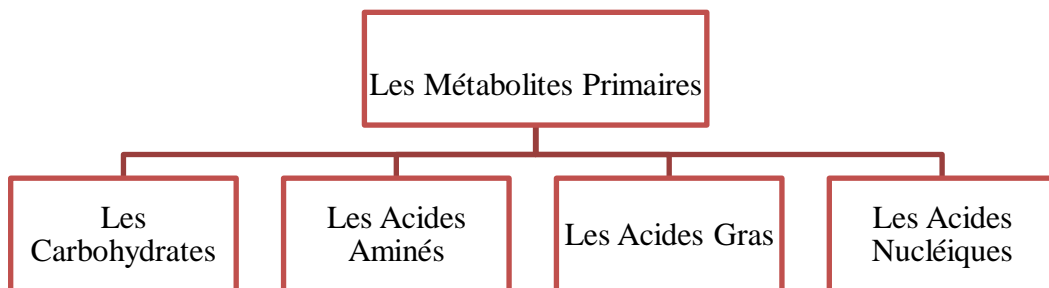 Les Métabolites Primaires
Les
Carbohydrates
Les Acides
Aminés
Les Acides Gras
Les Acides
Nucléiques